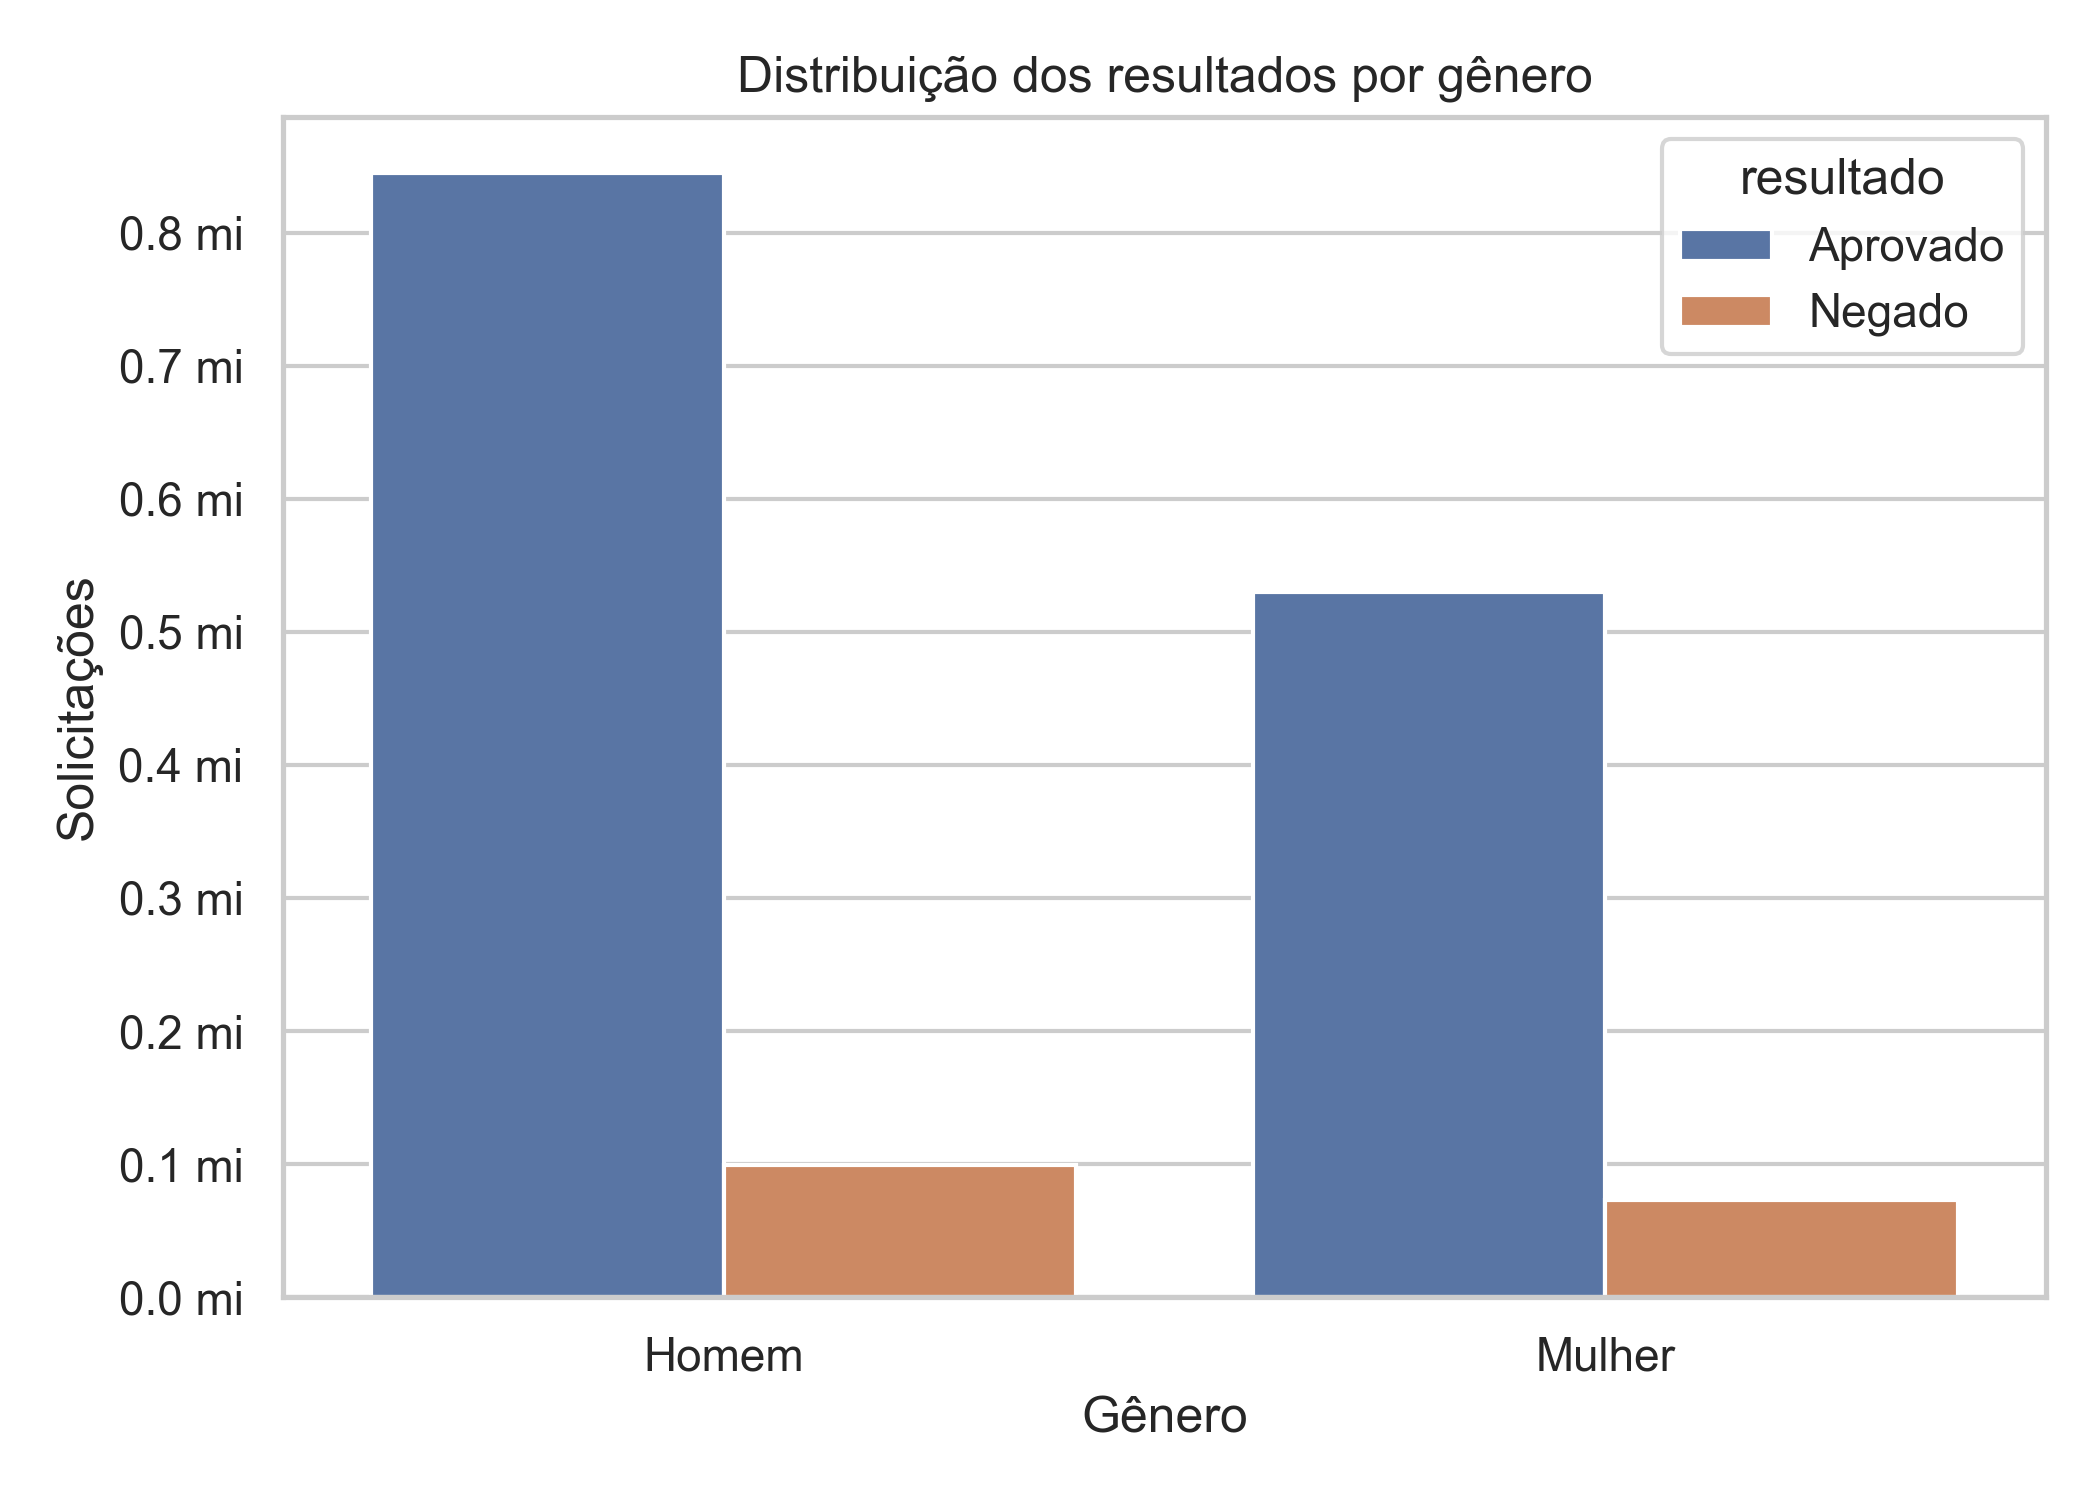 Distribuição dos resultados por gênero
resultado
Aprovado
Negado
Solicitações
0.8 mi
0.7 mi
0.6 mi
0.5 mi
0.4 mi
0.3 mi
0.2 mi
0.1 mi
0.0 mi
Homem
Mulher
Gênero